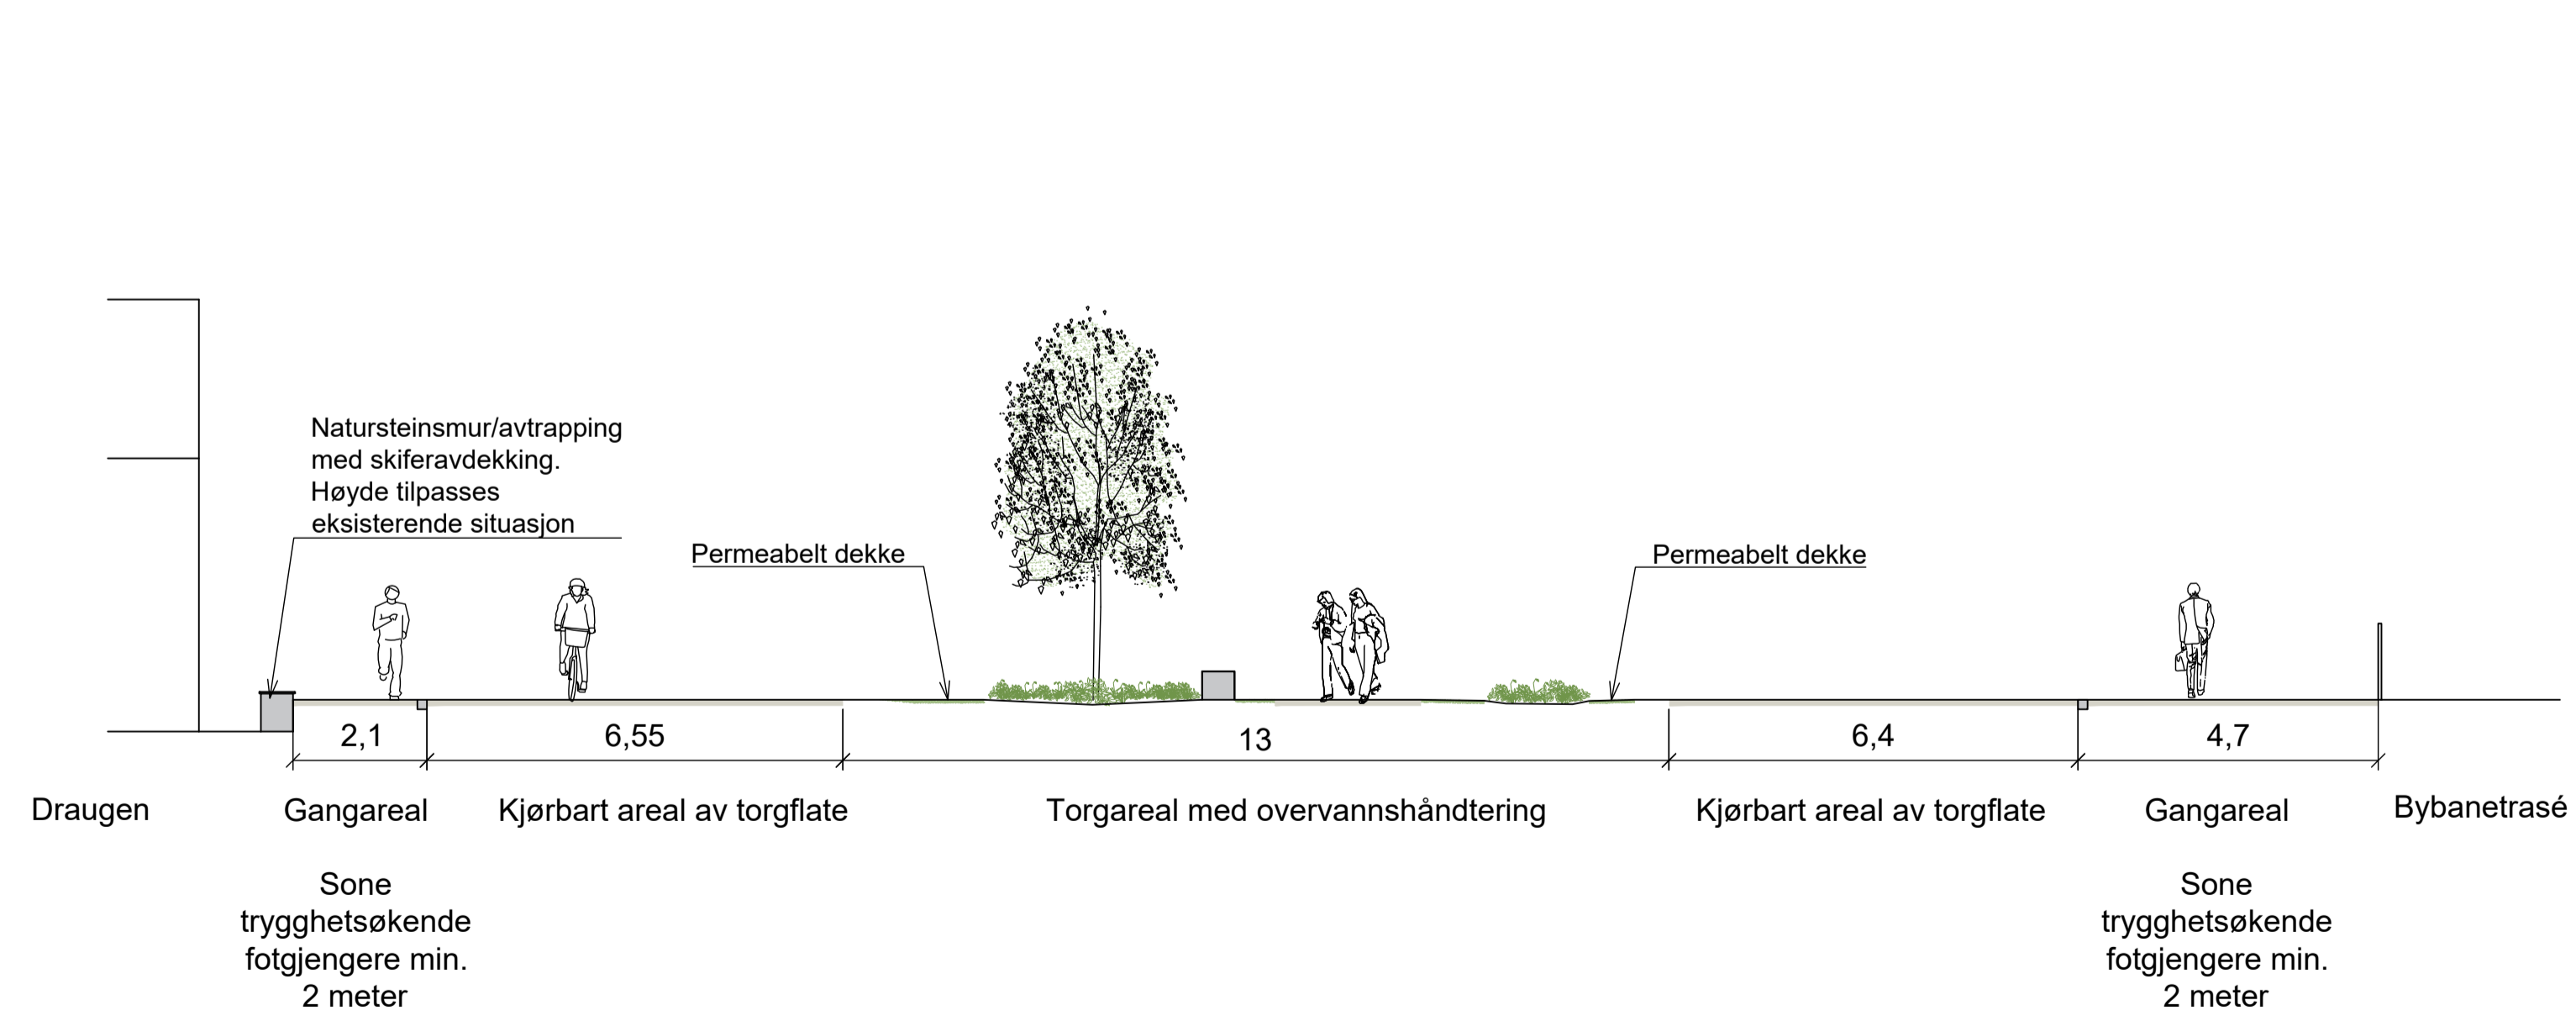 Natursteinsmur/avtrapping
med skiferavdekking.
Høyde tilpasses
eksisterende situasjon
Permeabelt dekke
Permeabelt dekke
2,1
6,55
13
6,4
4,7
Draugen
Gangareal
Kjørbart areal av torgflate
Torgareal med overvannshåndtering
Kjørbart areal av torgflate
Gangareal
Bybanetrasé
Sone
trygghetsøkende
fotgjengere min.
2 meter
Sone
trygghetsøkende
fotgjengere min.
2 meter